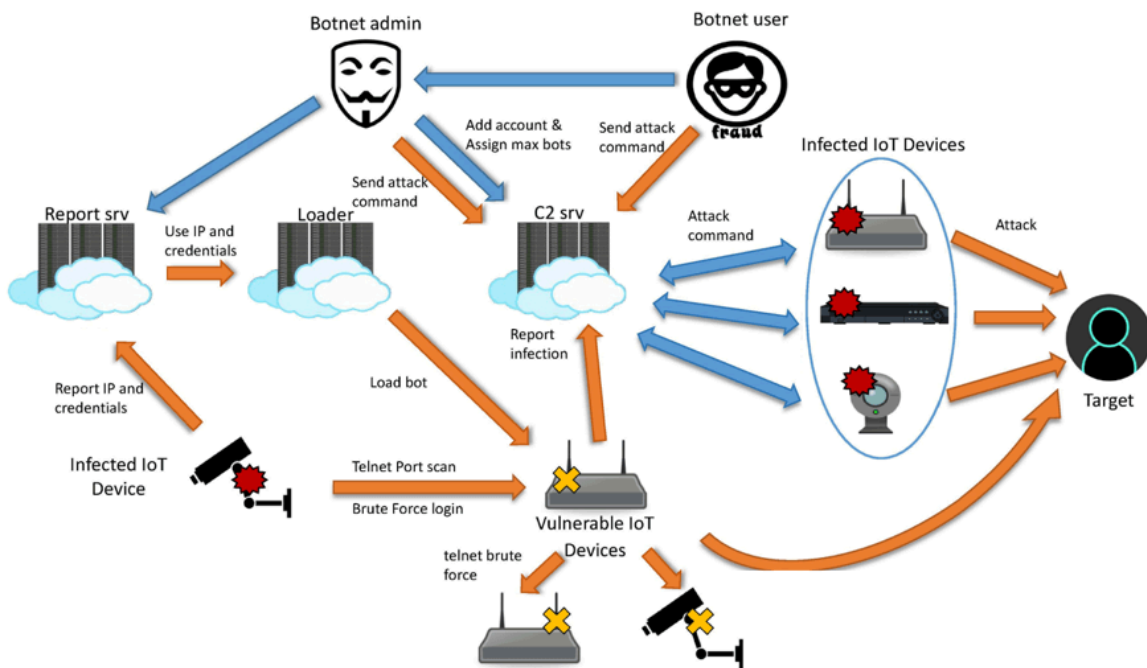 Botnet admin
Botnet user
fraud
Add account &
Assign max bots
Send attack
command
Send attack
command
Infected IoT Devices
Report srv
Loader
C2 srv
Use IP and
credentials
Attack
command
Attack
Report
infection
Load bot
Report IP and
credentials
Target
Infected IoT
Device
Telnet Port scan
Brute Force login
Vulnerable IoT
Devices
telnet brute
force